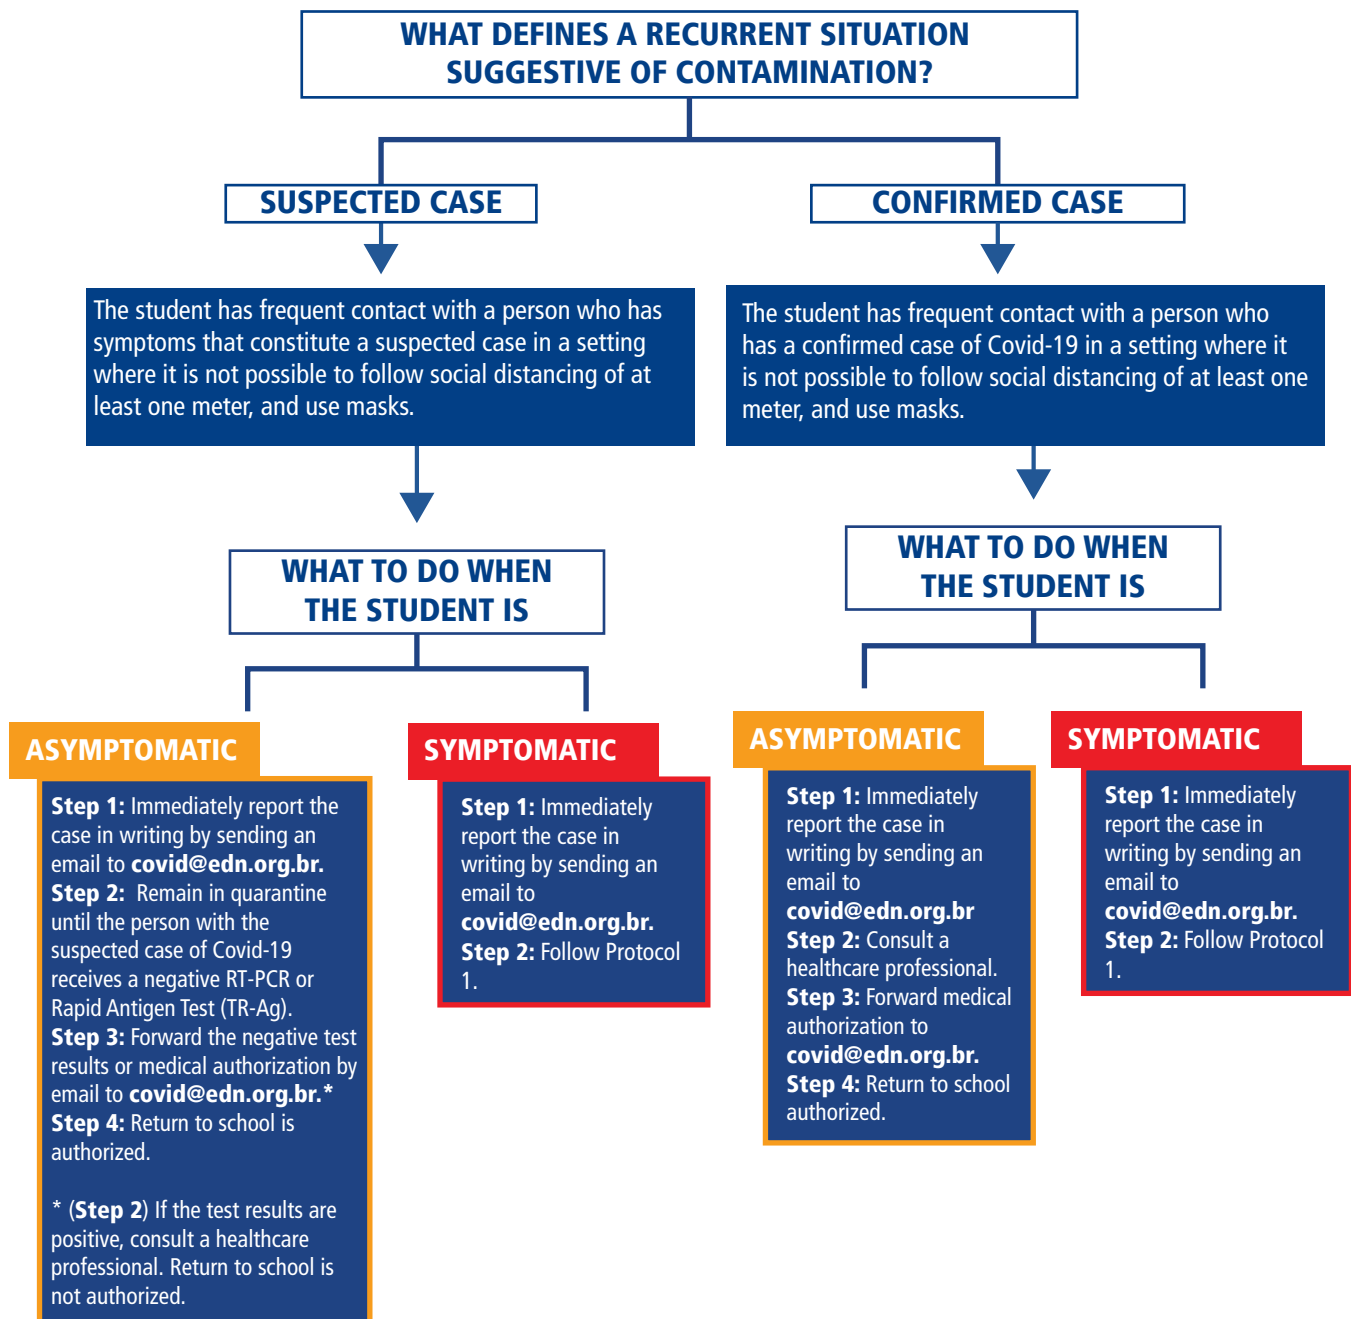 WHAT DEFINES A RECURRENT SITUATION
SUGGESTIVE OF CONTAMINATION?
SUSPECTED CASE
The student has frequent contact with a person who has
symptoms that constitute a suspected case in a setting
where it is not possible to follow social distancing of at
least one meter, and use masks.
WHAT TO DO WHEN
THE STUDENT IS
ASYMPTOMATIC
Step 1: Immediately report the
case in writing by sending an
email to covid@edn.org.br.
Step 2: Remain in quarantine
until the person with the
suspected case of Covid-19
receives a negative RT-PCR or
Rapid Antigen Test (TR-Ag).
Step 3: Forward the negative test
results or medical authorization by
email to covid@edn.org.br.*
Step 4: Return to school is
authorized.
* (Step 2) If the test results are
positive, consult a healthcare
professional. Return to school is
not authorized.
SYMPTOMATIC
Step 1: Immediately
report the case in
writing by sending an
email to
covid@edn.org.br.
Step 2: Follow Protocol
1.
CONFIRMED CASE
The student has frequent contact with a person who
has a confirmed case of Covid-19 in a setting where it
is not possible to follow social distancing of at least one
meter, and use masks.
WHAT TO DO WHEN
THE STUDENT IS
ASYMPTOMATIC
Step 1: Immediately
report the case in
writing by sending an
email to
covid@edn.org.br
Step 2: Consult a
healthcare professional.
Step 3: Forward medical
authorization to
covid@edn.org.br.
Step 4: Return to school
authorized.
SYMPTOMATIC
Step 1: Immediately
report the case in
writing by sending an
email to
covid@edn.org.br.
Step 2: Follow Protocol
1.